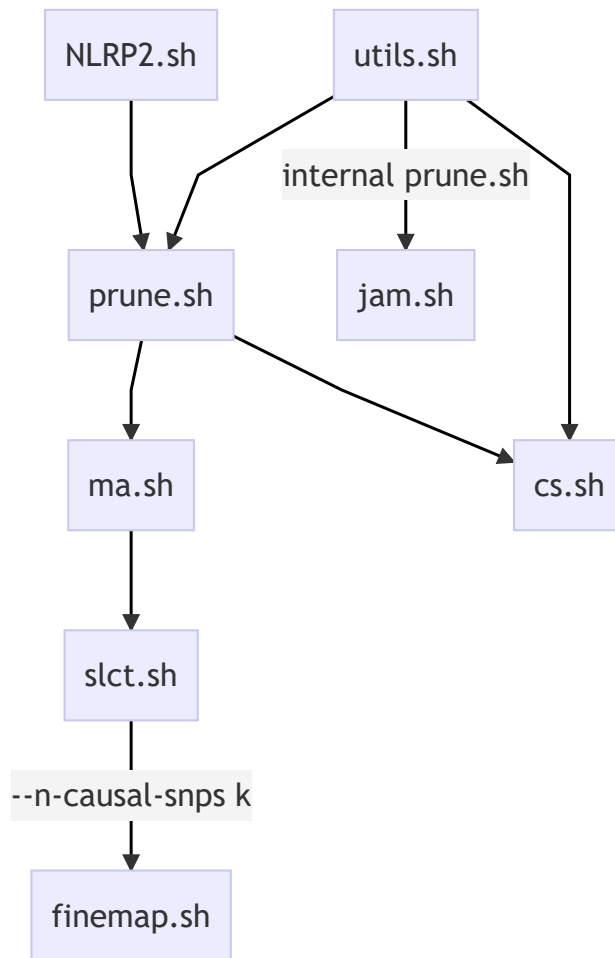 NLRP2.sh
utils.sh
internal prune.sh
prune.sh
jam.sh
ma.sh
cs.sh
slct.sh
--n-causal-snps k
finemap.sh